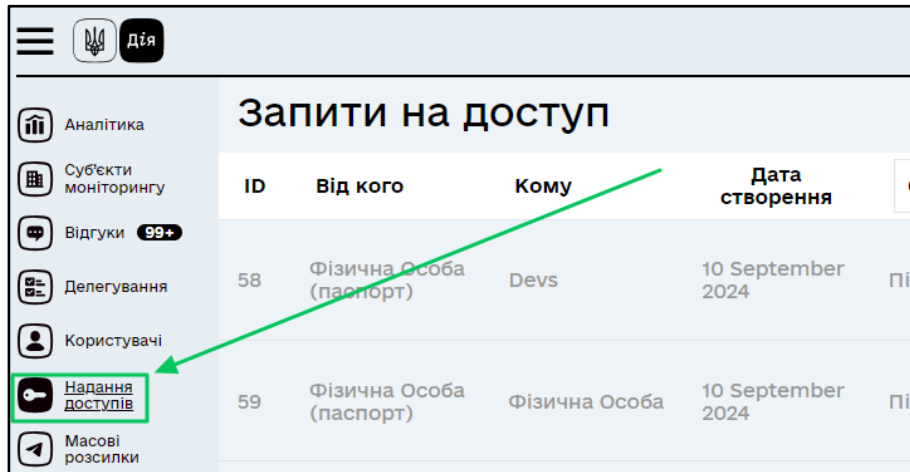 Дія
Запити на доступ
Аналітика
Суб'єкти
моніторингу
Відгуки 99+
Делегування
Користувачі
Надання
доступів
Масові
розсилки
ID Від кого Кому Дата
створення
58 Фізична Особа
(паспорт) Devs 10 September
2024
59 Фізична Особа
(паспорт) Фізична Особа 10 September
2024